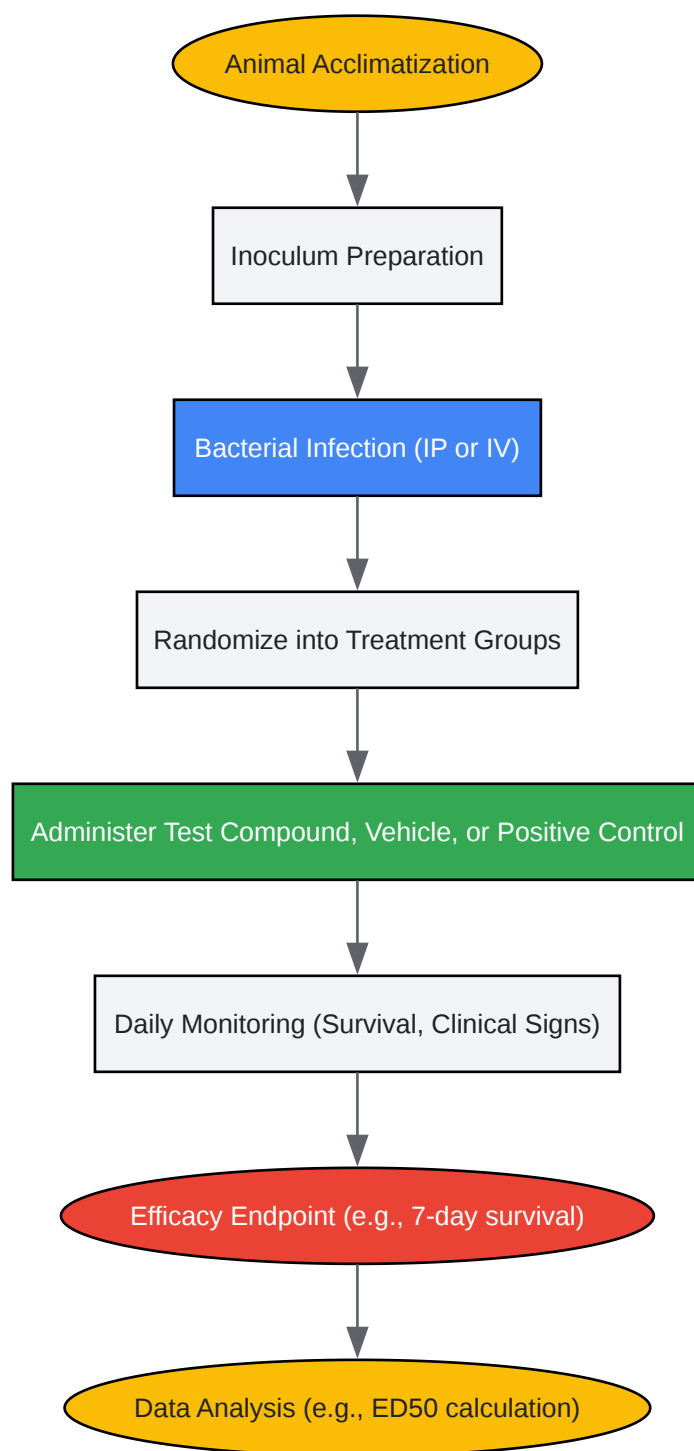 Animal Acclimatization
Inoculum Preparation
Bacterial Infection (IP or IV)
Randomize into Treatment Groups
Administer Test Compound, Vehicle, or Positive Control
Daily Monitoring (Survival, Clinical Signs)
Efficacy Endpoint (e.g., 7-day survival)
Data Analysis (e.g., ED50 calculation)